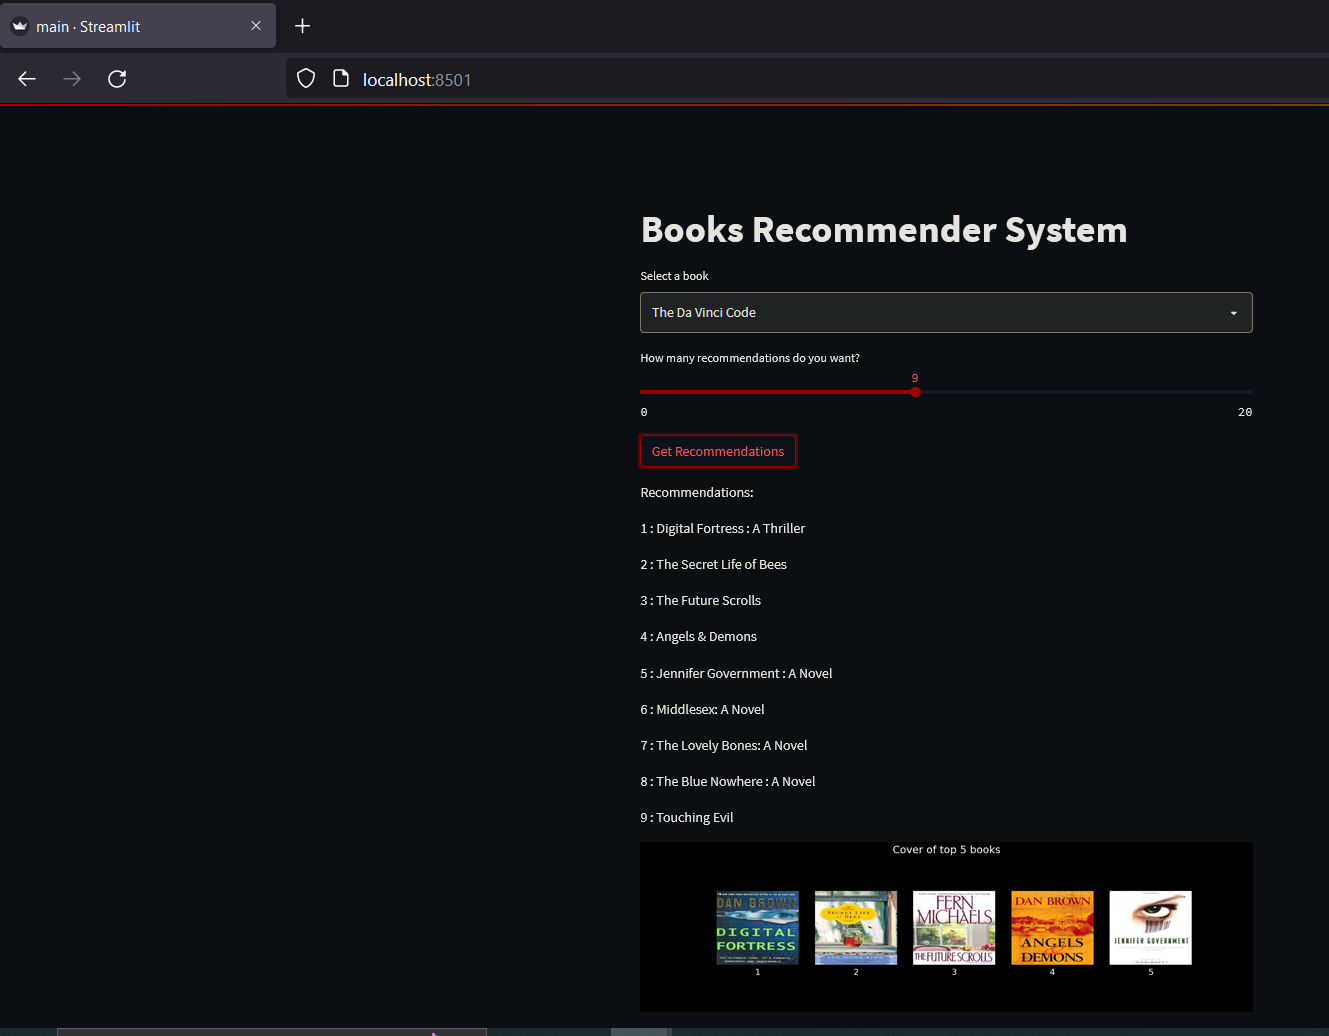 main · Streamlit
localhost:8501
Books Recommender System
Select a book
The Da Vinci Code
How many recommendations do you want?
9
0
20
Get Recommendations
Recommendations:
1 : Digital Fortress : A Thriller
2 : The Secret Life of Bees
3 : The Future Scrolls
4 : Angels & Demons
5 : Jennifer Government : A Novel
6 : Middlesex: A Novel
7 : The Lovely Bones: A Novel
8 : The Blue Nowhere : A Novel
9 : Touching Evil
Cover of top 5 books
DAN BROWN
DIGITAL
FORTRESS
SECRET LIFE
of BEES
SUE MONK KIDD
FERN
MICHAELS
THE FUTURE SCROLLS
DAN BROWN
ANGELS
&
DEMONS
JENNIFER GOVERNMENT
1
2
3
4
5